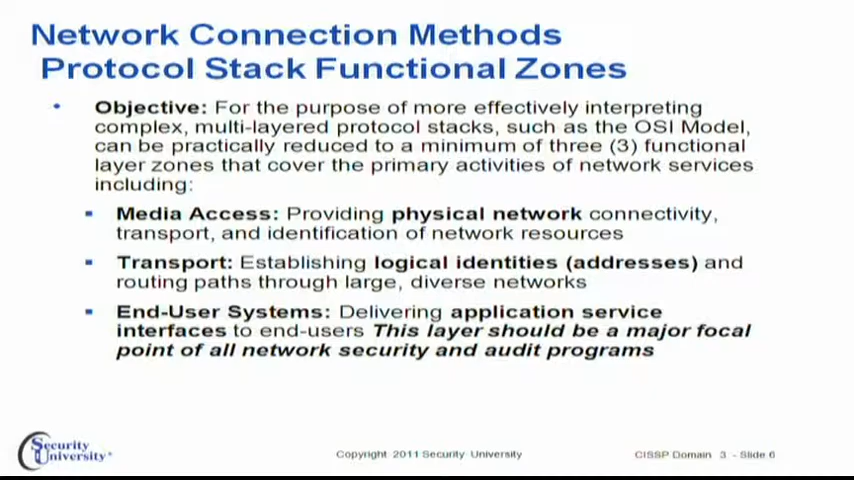 Network Connection Methods
Protocol Stack Functional Zones
• Objective: For the purpose of more effectively interpreting
complex, multi-layered protocol stacks, such as the OSI Model,
can be practically reduced to a minimum of three (3) functional
layer zones that cover the primary activities of network services
including:
▪ Media Access: Providing physical network connectivity,
transport, and identification of network resources
▪ Transport: Establishing logical identities (addresses) and
routing paths through large, diverse networks
▪ End-User Systems: Delivering application service
interfaces to end-users This layer should be a major focal
point of all network security and audit programs
Security
University
Copyright 2011 Security University
CISSP Domain 3 - Slide 6